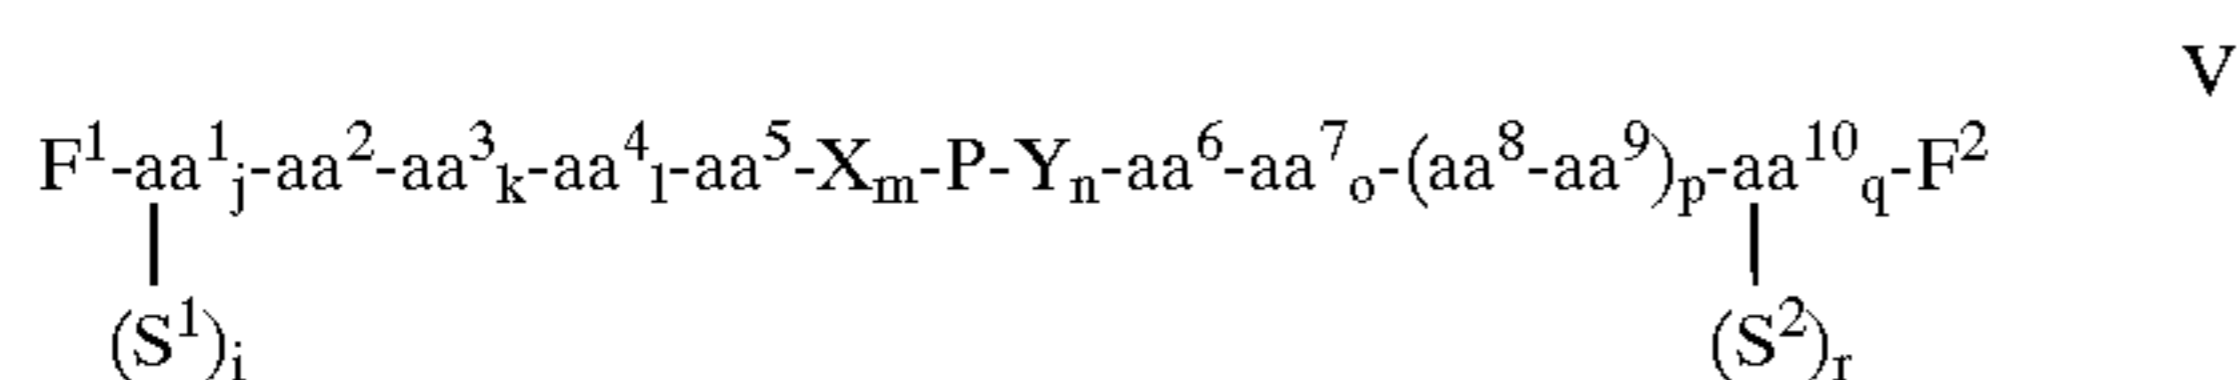 V
F¹-aa¹ⱼ-aa²-aa³ₖ-aa⁴ₗ-aa⁵-Xₘ-P-Yₙ-aa⁶-aa⁷ₒ-(aa⁸-aa⁹)ₚ-aa¹⁰q-F²
(S¹)ᵢ (S²)ᵣ